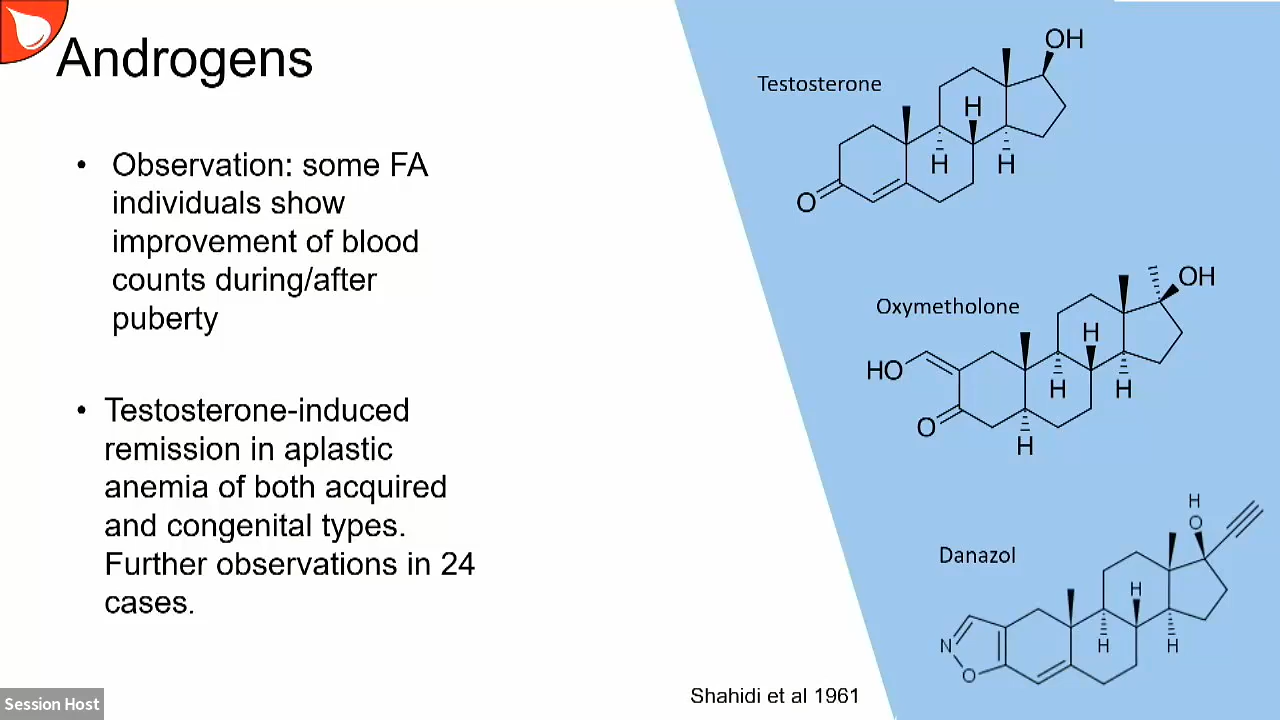 Androgens
• Observation: some FA
individuals show
improvement of blood
counts during/after
puberty
• Testosterone-induced
remission in aplastic
anemia of both acquired
and congenital types.
Further observations in 24
cases.
Shahidi et al 1961
Testosterone
OH
H
H
H
O
Oxymetholone
OH
HO
H
H
H
O
H
Danazol
H
O
H
N
H
H
O
Session Host